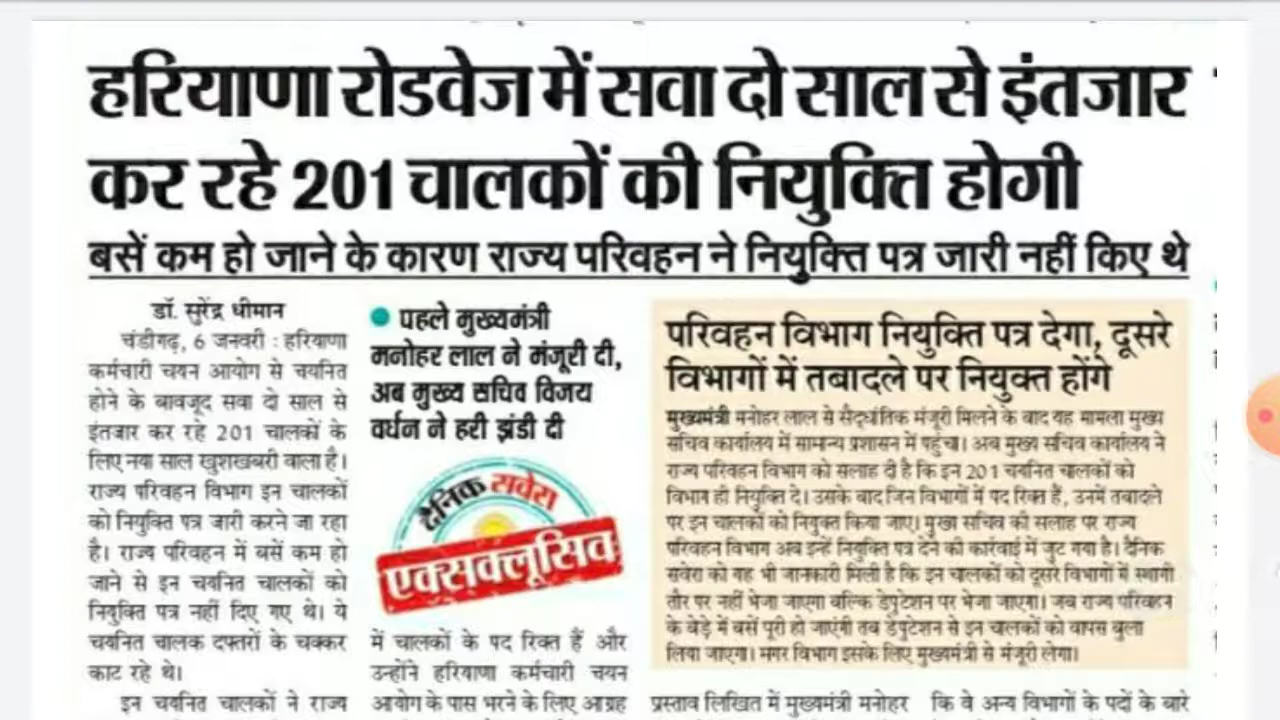 हरियाणा रोडवेज में सवा दो साल से इंतजार
कर रहे 201 चालकों की नियुक्ति होगी
बसें कम हो जाने के कारण राज्य परिवहन ने नियुक्ति पत्र जारी नहीं किए थे
डॉ. सुरेंद्र धीमान
चंडीगढ़, 6 जनवरी : हरियाणा
कर्मचारी चयन आयोग से चयनित
होने के बावजूद सवा दो साल से
इंतजार कर रहे 201 चालकों के
लिए नया साल खुशखबरी वाला है।
राज्य परिवहन विभाग इन चालकों
को नियुक्ति पत्र जारी करने जा रहा
है। राज्य परिवहन में बसें कम हो
जाने से इन चयनित चालकों को
नियुक्ति पत्र नहीं दिए गए थे। ये
चयनित चालक दफ्तरों के चक्कर
काट रहे थे।
इन चयनित चालकों ने राज्य
पहले मुख्यमंत्री
मनोहर लाल ने मंजूरी दी,
अब मुख्य सचिव विजय
वर्धन ने हरी झंडी दी
दैनिक सवेरा
एक्सक्लूसिव
में चालकों के पद रिक्त हैं और
उन्होंने हरियाणा कर्मचारी चयन
आयोग के पास भरने के लिए आग्रह
परिवहन विभाग नियुक्ति पत्र देगा, दूसरे
विभागों में तबादले पर नियुक्त होंगे
मुख्यमंत्री मनोहर लाल से सैद्धांतिक मंजूरी मिलने के बाद यह मामला मुख्य
सचिव कार्यालय में सामान्य प्रशासन में पहुंचा। अब मुख्य सचिव कार्यालय ने
राज्य परिवहन विभाग को सलाह दी है कि इन 201 चयनित चालकों को
विभाग ही नियुक्ति दे। उसके बाद जिन विभागों में पद रिक्त हैं, उनमें तबादले
पर इन चालकों को नियुक्त किया जाए। मुख्य सचिव की सलाह पर राज्य
परिवहन विभाग अब इन्हें नियुक्ति पत्र देने की कार्रवाई में जुट गया है। दैनिक
सवेरा को यह भी जानकारी मिली है कि इन चालकों को दूसरे विभागों में स्थायी
तौर पर नहीं भेजा जाएगा बल्कि डेपुटेशन पर भेजा जाएगा। जब राज्य परिवहन
के बेड़े में बसें पूरी हो जाएंगी तब डेपुटेशन से इन चालकों को वापस बुला
लिया जाएगा। मगर विभाग इसके लिए मुख्यमंत्री से मंजूरी लेगा।
प्रस्ताव लिखित में मुख्यमंत्री मनोहर
कि वे अन्य विभागों के पदों के बारे